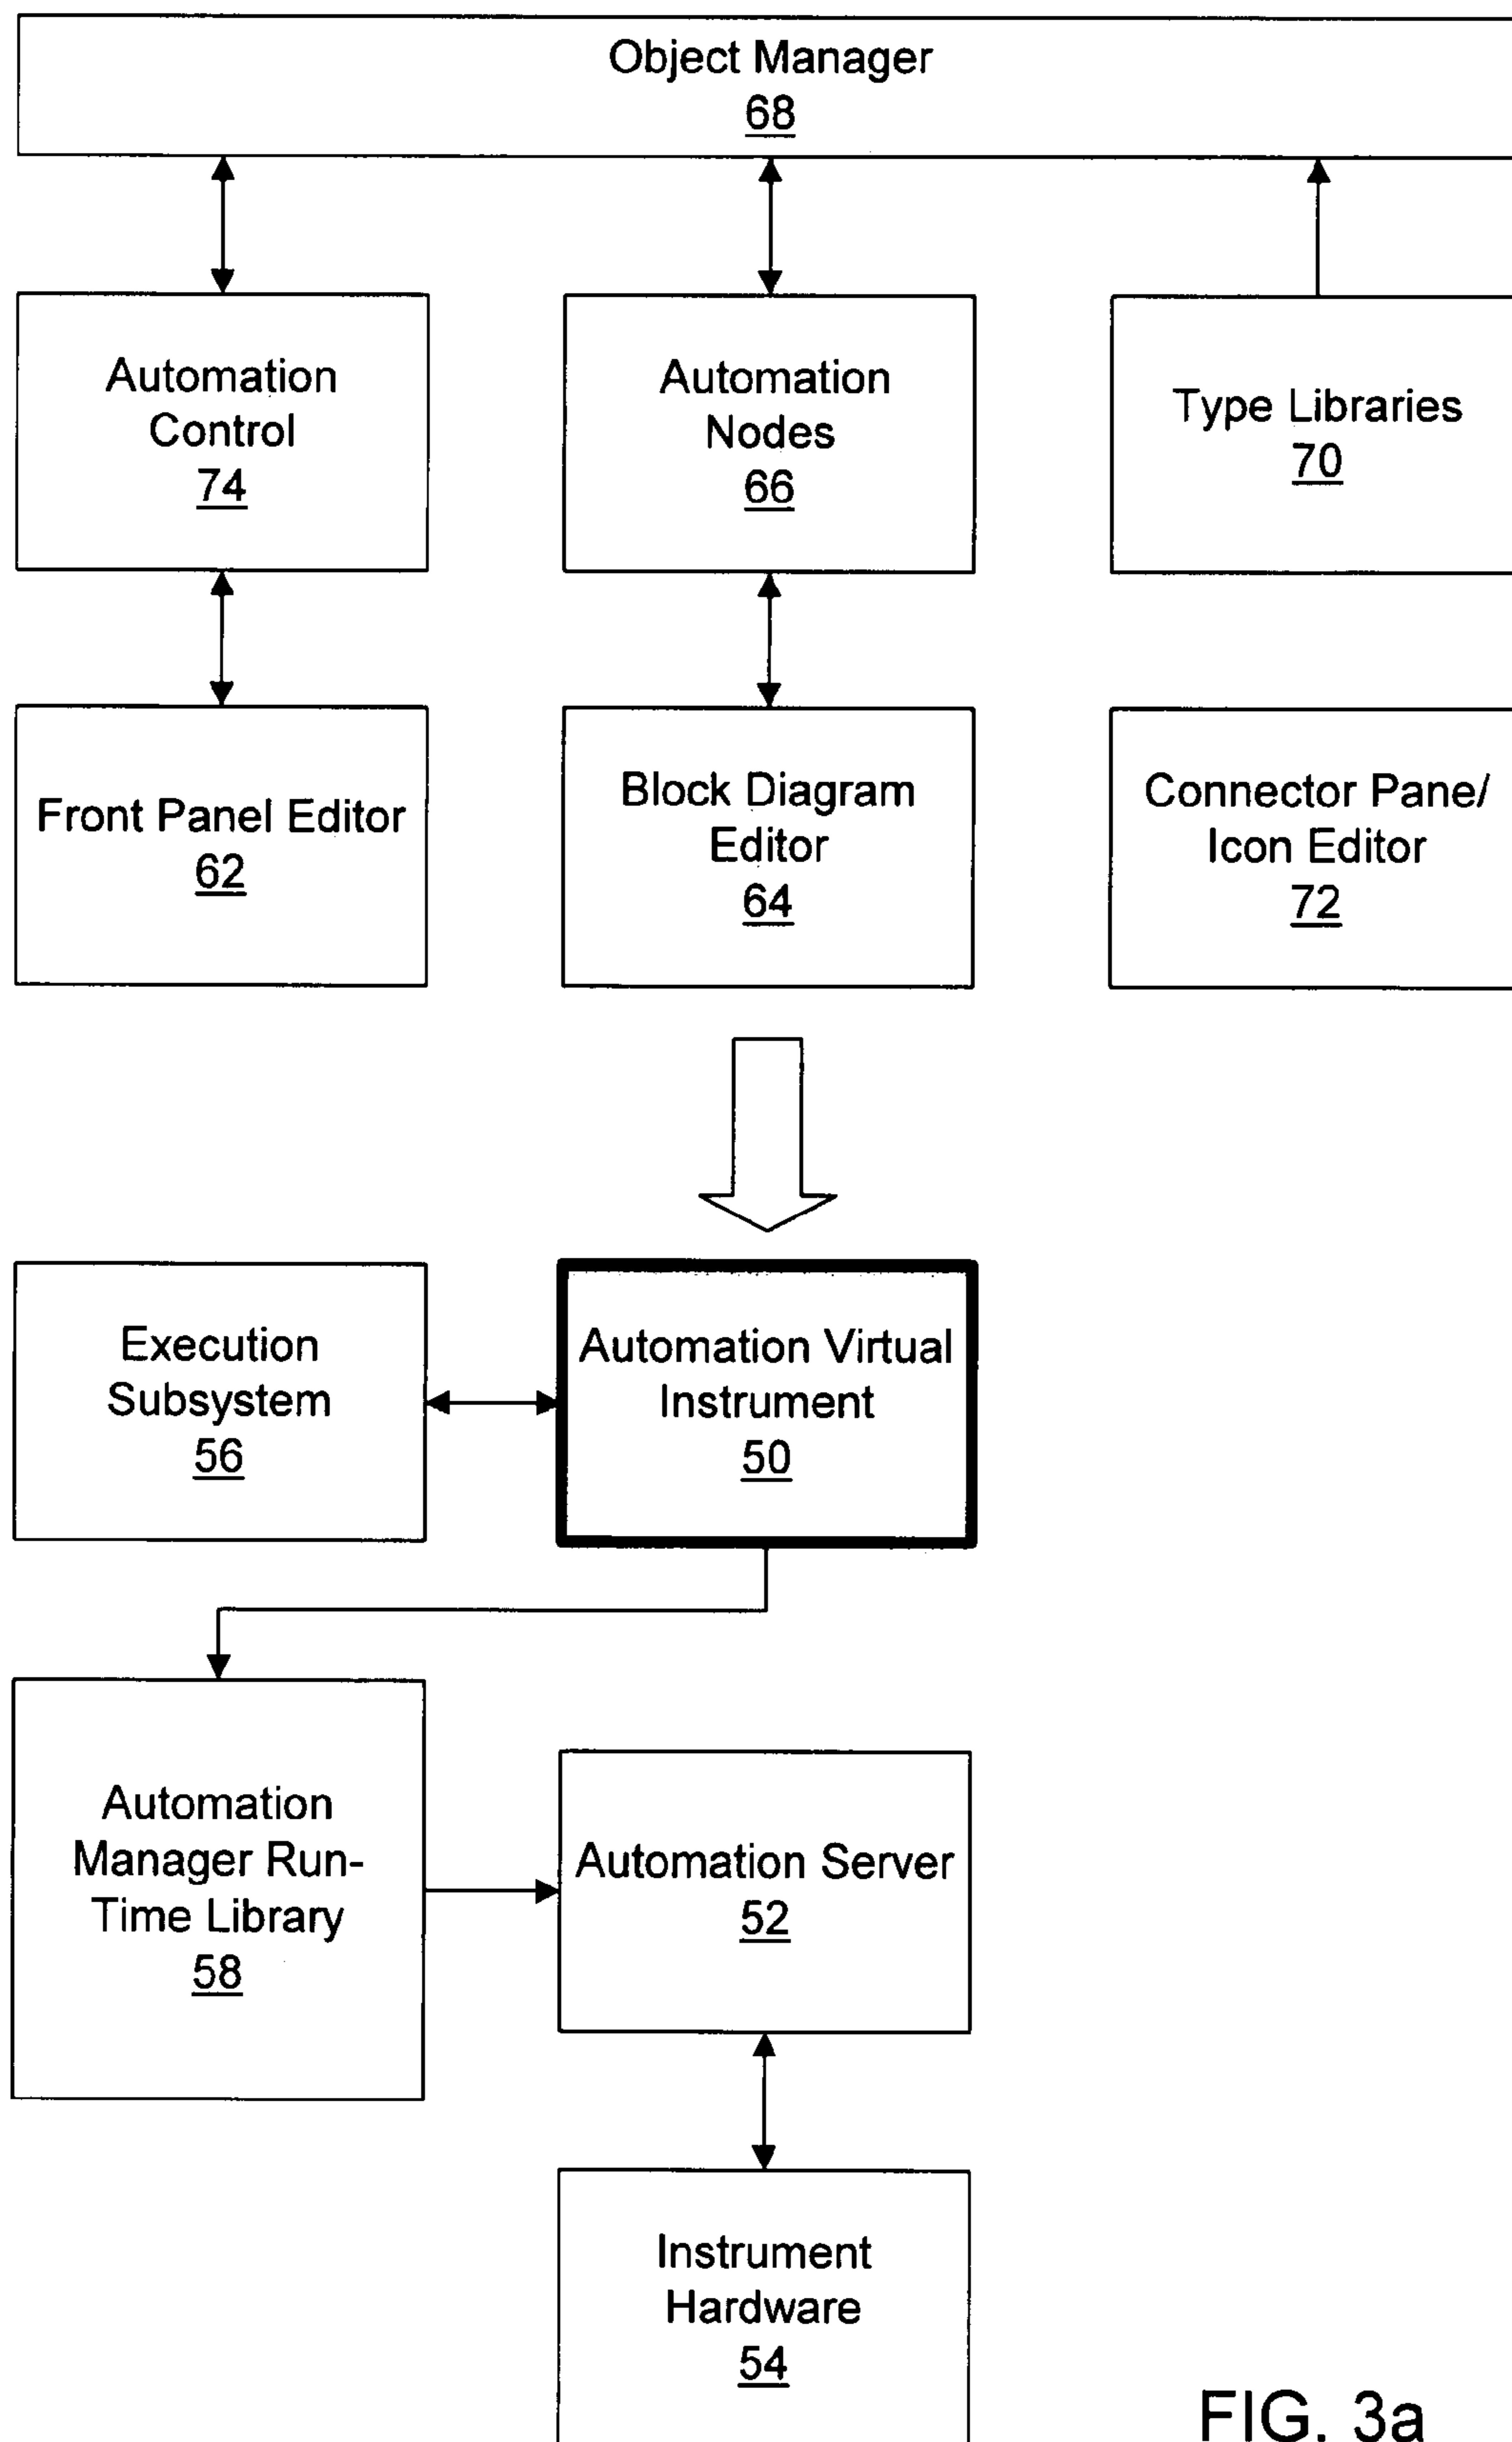 Object Manager
68
Automation
Control
74
Automation
Nodes
66
Type Libraries
70
Front Panel Editor
62
Block Diagram
Editor
64
Connector Pane/
Icon Editor
72
Execution
Subsystem
56
Automation Virtual
Instrument
50
Automation
Manager Run-
Time Library
58
Automation Server
52
Instrument
Hardware
54
FIG. 3a